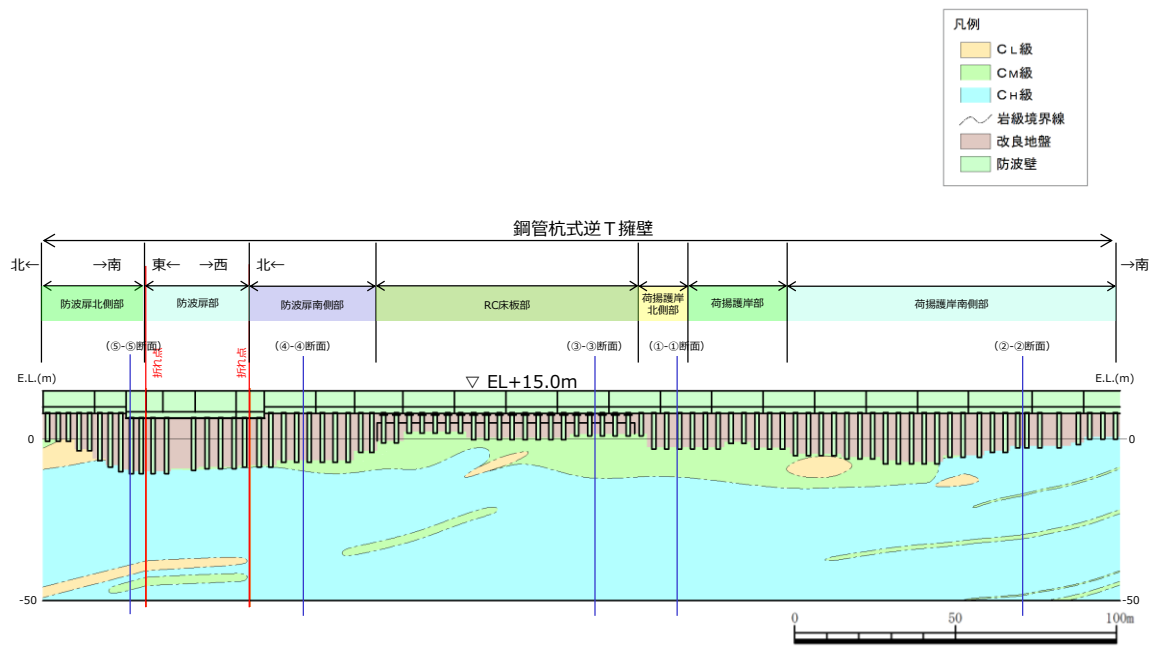 凡例
CL級
CM級
CH級
岩級境界線
改良地盤
防波壁
鋼管杭式逆T擁壁
北← →南 東← →西 北← →南
防波扉北側部 防波扉部 防波扉南側部 RC床板部 荷揚護岸北側部 荷揚護岸部 荷揚護岸南側部
(⑤-⑤断面) (④-④断面) (③-③断面) (①-①断面) (②-②断面)
折れ点 折れ点
E.L.(m) ▽ EL+15.0m E.L.(m)
0 0
-50 -50
0 50 100m